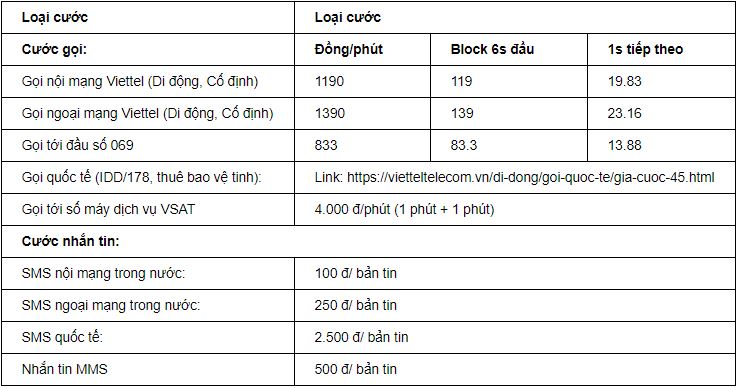 Loại cước Loại cước
Cước gọi: Đồng/phút Block 6s đầu 1s tiếp theo
Gọi nội mạng Viettel (Di động, Cố định) 1190 119 19.83
Gọi ngoại mạng Viettel (Di động, Cố định) 1390 139 23.16
Gọi tới đầu số 069 833 83.3 13.88
Gọi quốc tế (IDD/178, thuê bao vệ tinh): Link: https://vietteltelecom.vn/di-dong/goi-quoc-te/gia-cuoc-45.html
Gọi tới số máy dịch vụ VSAT 4.000 đ/phút (1 phút + 1 phút)
Cước nhắn tin:
SMS nội mạng trong nước: 100 đ/ bản tin
SMS ngoại mạng trong nước: 250 đ/ bản tin
SMS quốc tế: 2.500 đ/ bản tin
Nhắn tin MMS 500 đ/ bản tin